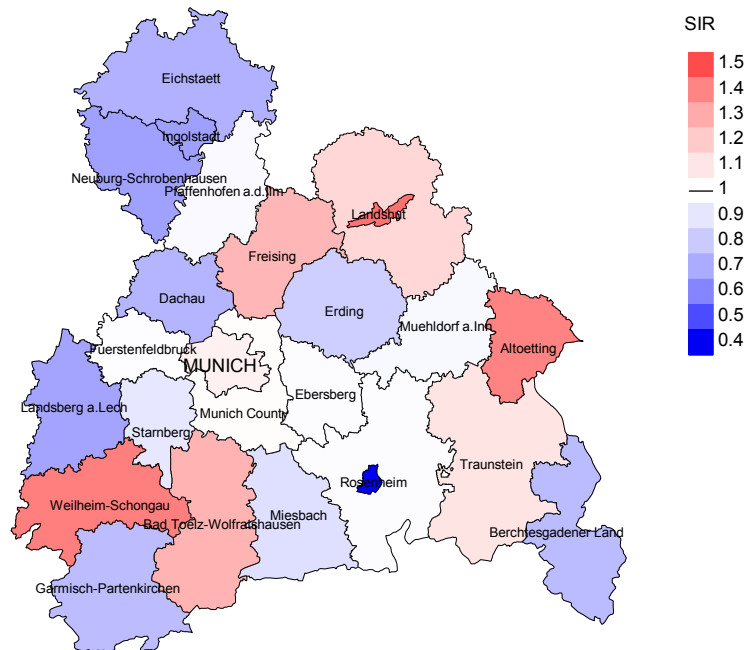 SIR
1.5
1.4
1.3
1.2
1.1
1
0.9
0.8
0.7
0.6
0.5
0.4
Eichstaett
Ingolstadt
Neuburg-Schrobenhausen
Pfaffenhofen a.d.Ilm
Landshut
Freising
Dachau
Erding
Muehldorf a.Inn
Altoetting
Fuerstenfeldbruck
MUNICH
Ebersberg
Landsberg a.Lech
Munich County
Starnberg
Traunstein
Rosenheim
Weilheim-Schongau
Bad Toelz-Wolfratshausen
Miesbach
Berchtesgadener Land
Garmisch-Partenkirchen